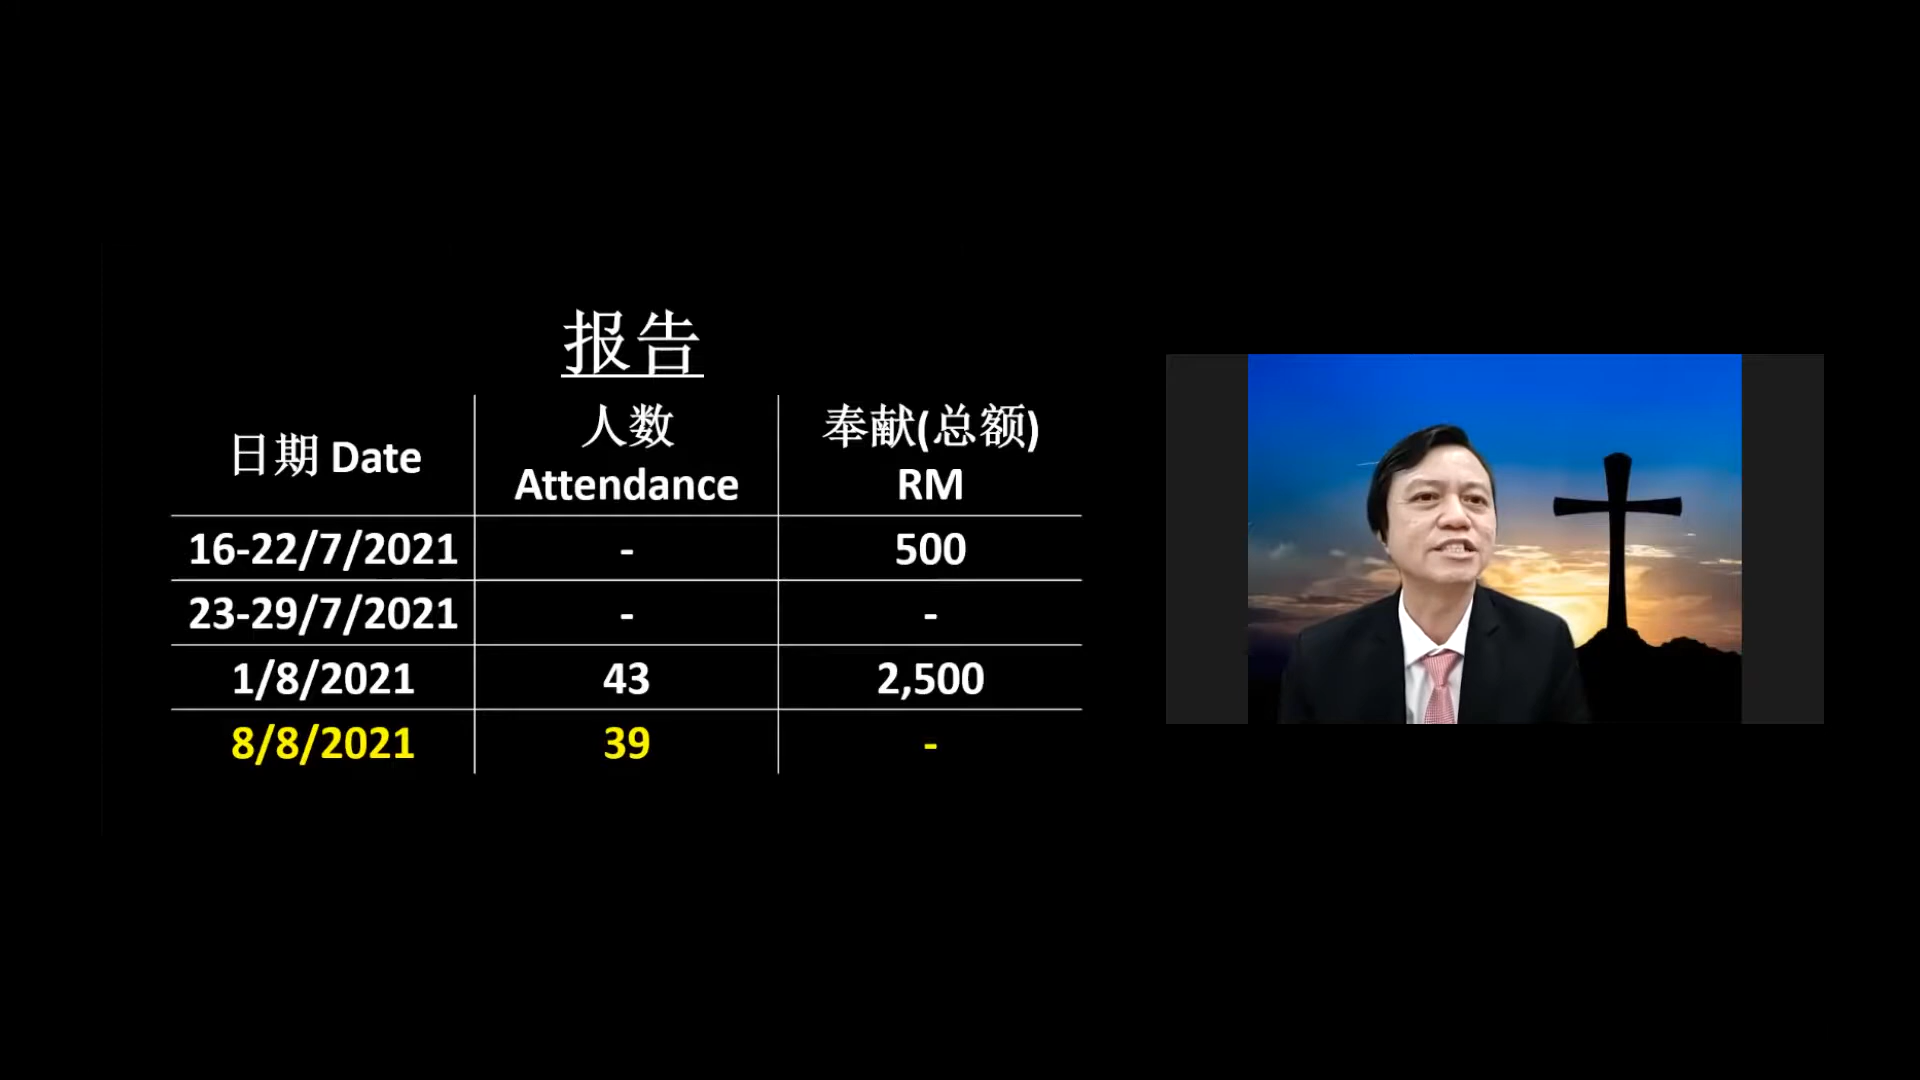 报告
日期 Date
人数
Attendance
奉献(总额)
RM
16-22/7/2021 - 500
23-29/7/2021 - -
1/8/2021 43 2,500
8/8/2021 39 -